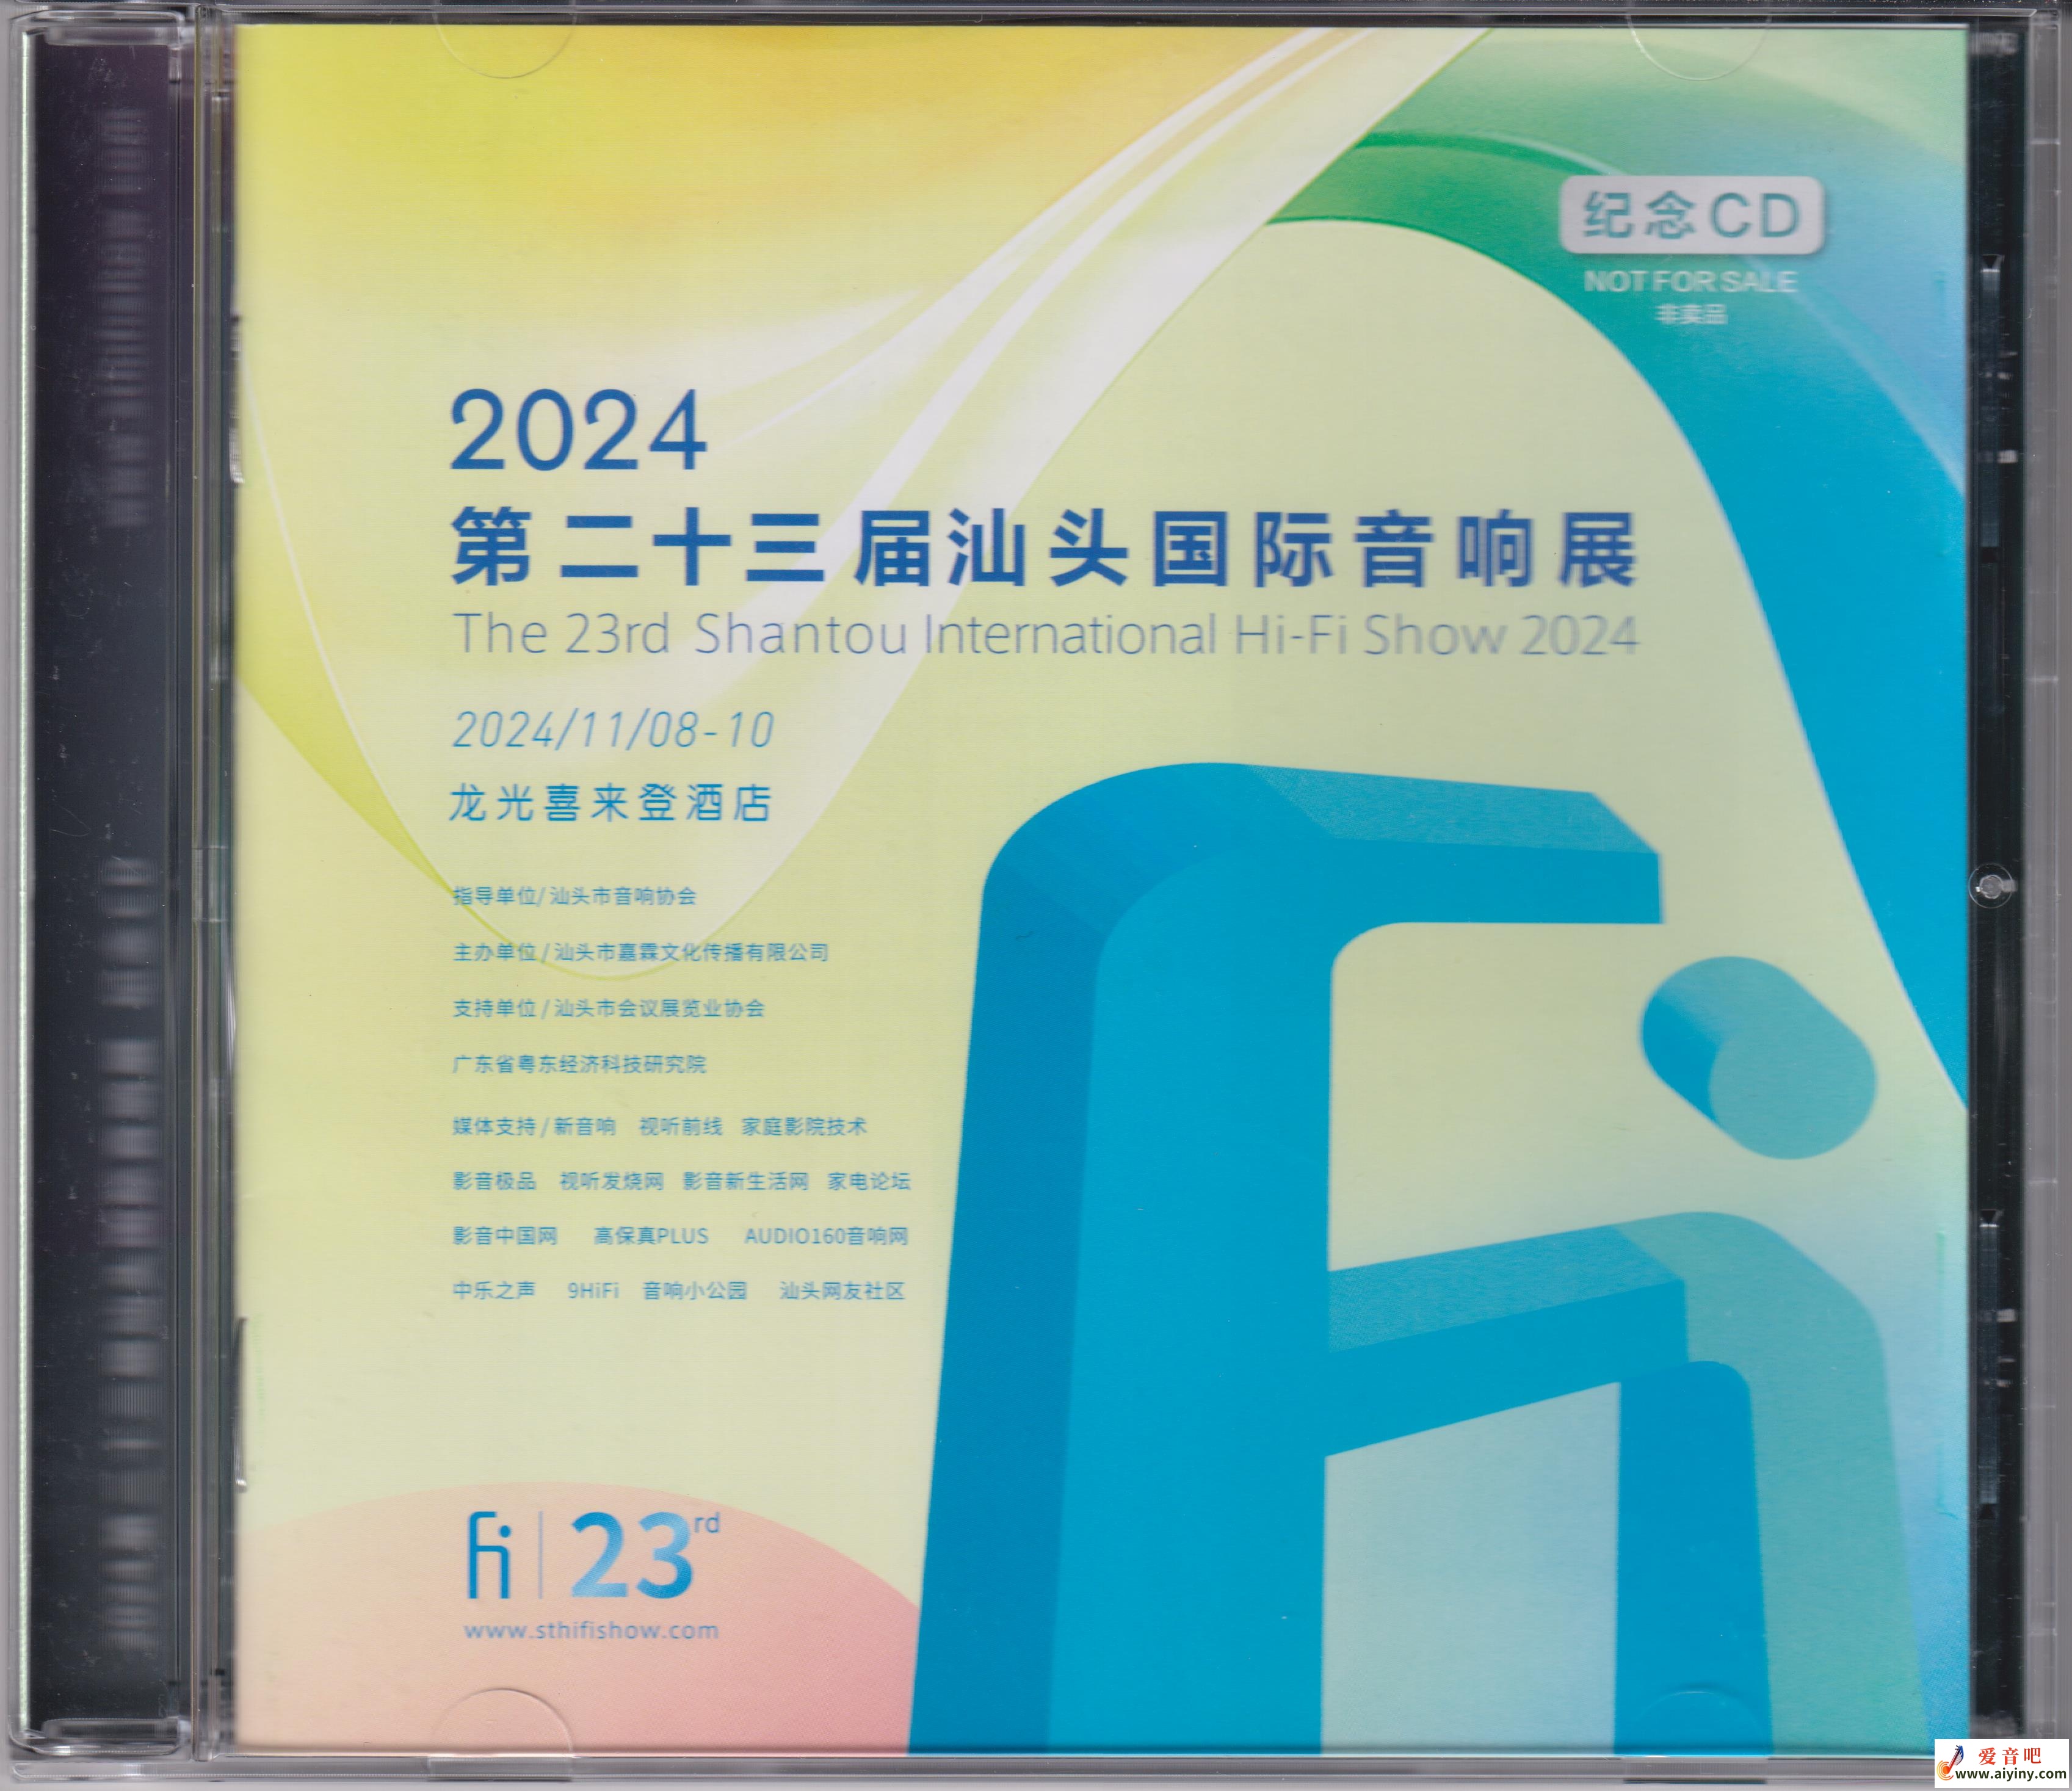 纪念CD
NOT FOR SALE
非卖品
2024
第二十三届汕头国际音响展
The 23rd Shantou International Hi-Fi Show 2024
2024/11/08-10
龙光喜来登酒店
指导单位/汕头市音响协会
主办单位/汕头市嘉霖文化传播有限公司
支持单位/汕头市会议展览业协会
广东省粤东经济科技研究院
媒体支持/新音响 视听前线 家庭影院技术
影音极品 视听发烧网 影音新生活网 家电论坛
影音中国网 高保真PLUS AUDIO160音响网
中乐之声 9HiFi 音响小公园 汕头网友社区
fi 23rd
www.sthifishow.com
爱音吧
www.aiyiny.com